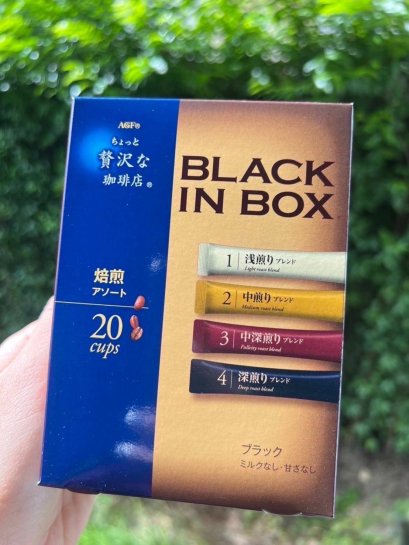 AGF®
ちょっと
贅沢な
珈琲店®
焙煎
アソート
20
cups
BLACK
IN BOX
1 浅煎り ブレンド
Light roast blend
2 中煎り ブレンド
Medium roast blend
3 中深煎り ブレンド
Fullcity roast blend
4 深煎り ブレンド
Deep roast blend
ブラック
ミルクなし・甘さなし